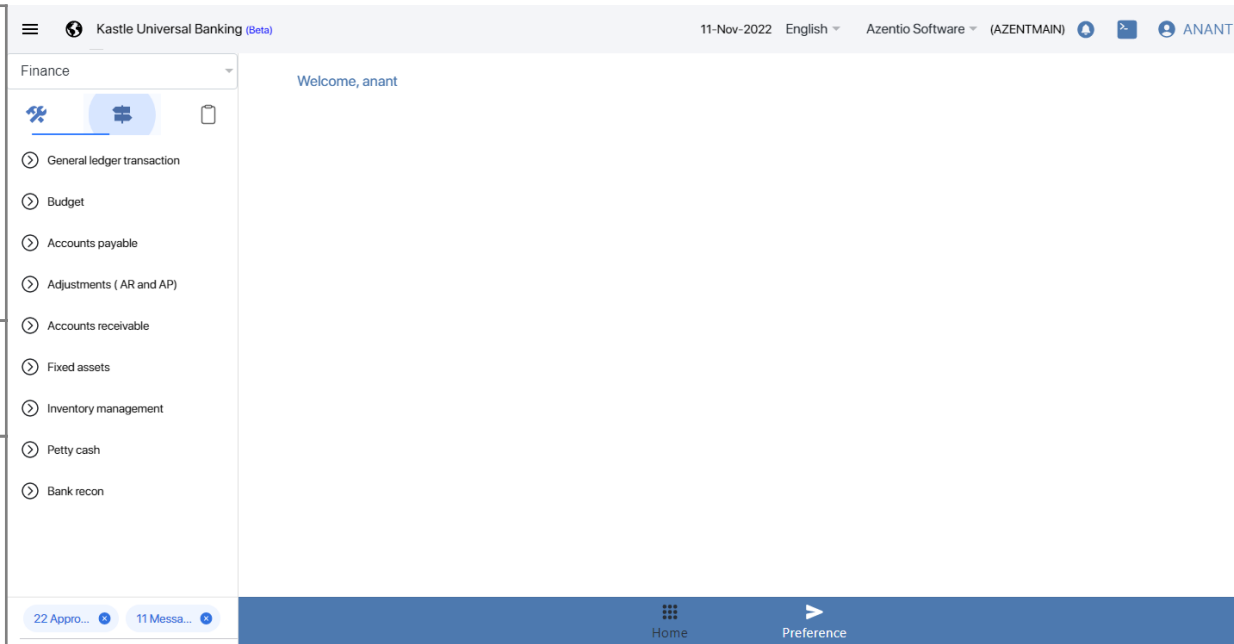 Kastle Universal Banking (Beta)
11-Nov-2022 English Azentio Software (AZENTMAIN) ANANT
Finance
Welcome, anant
General ledger transaction
Budget
Accounts payable
Adjustments ( AR and AP)
Accounts receivable
Fixed assets
Inventory management
Petty cash
Bank recon
22 Appro... 11 Messa...
Home Preference